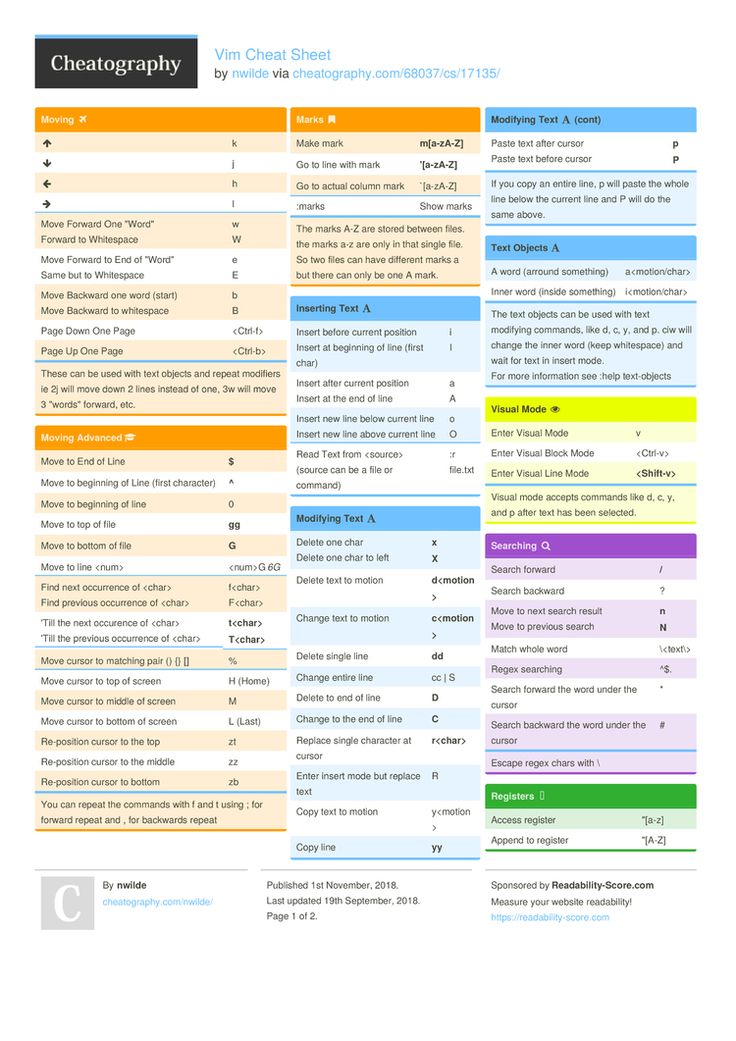 Cheatography
Vim Cheat Sheet
by nwilde via cheatography.com/68037/cs/17135/
Moving
↑ k
↓ j
← h
→ l
Move Forward One "Word" w
Forward to Whitespace W
Move Forward to End of "Word" e
Same but to Whitespace E
Move Backward one word (start) b
Move Backward to whitespace B
Page Down One Page <Ctrl-f>
Page Up One Page <Ctrl-b>
These can be used with text objects and repeat modifiers
ie 2j will move down 2 lines instead of one, 3w will move
3 "words" forward, etc.
Moving Advanced
Move to End of Line $
Move to beginning of Line (first character) ^
Move to beginning of line 0
Move to top of file gg
Move to bottom of file G
Move to line <num> <num>G 6G
Find next occurrence of <char> f<char>
Find previous occurrence of <char> F<char>
'Till the next occurence of <char> t<char>
'Till the previous occurrence of <char> T<char>
Move cursor to matching pair () {} [] %
Move cursor to top of screen H (Home)
Move cursor to middle of screen M
Move cursor to bottom of screen L (Last)
Re-position cursor to the top zt
Re-position cursor to the middle zz
Re-position cursor to bottom zb
You can repeat the commands with f and t using ; for
forward repeat and , for backwards repeat
Marks
Make mark m[a-zA-Z]
Go to line with mark '[a-zA-Z]
Go to actual column mark `[a-zA-Z]
:marks Show marks
The marks A-Z are stored between files.
the marks a-z are only in that single file.
So two files can have different marks a
but there can only be one A mark.
Inserting Text A
Insert before current position i
Insert at beginning of line (first I
char)
Insert after current position a
Insert at the end of line A
Insert new line below current line o
Insert new line above current line O
Read Text from <source> :r
(source can be a file or file.txt
command)
Modifying Text A
Delete one char x
Delete one char to left X
Delete text to motion d<motion
>
Change text to motion c<motion
>
Delete single line dd
Change entire line cc | S
Delete to end of line D
Change to the end of line C
Replace single character at r<char>
cursor
Enter insert mode but replace R
text
Copy text to motion y<motion
>
Copy line yy
Modifying Text A (cont)
Paste text after cursor p
Paste text before cursor P
If you copy an entire line, p will paste the whole
line below the current line and P will do the
same above.
Text Objects A
A word (arround something) a<motion/char>
Inner word (inside something) i<motion/char>
The text objects can be used with text
modifying commands, like d, c, y, and p. ciw will
change the inner word (keep whitespace) and
wait for text in insert mode.
For more information see :help text-objects
Visual Mode
Enter Visual Mode v
Enter Visual Block Mode <Ctrl-v>
Enter Visual Line Mode <Shift-v>
Visual mode accepts commands like d, c, y,
and p after text has been selected.
Searching
Search forward /
Search backward ?
Move to next search result n
Move to previous search N
Match whole word \<text\>
Regex searching ^$.
Search forward the word under the *
cursor
Search backward the word under the #
cursor
Escape regex chars with \
Registers
Access register "[a-z]
Append to register "[A-Z]
C
By nwilde
cheatography.com/nwilde/
Published 1st November, 2018.
Last updated 19th September, 2018.
Page 1 of 2.
Sponsored by Readability-Score.com
Measure your website readability!
https://readability-score.com